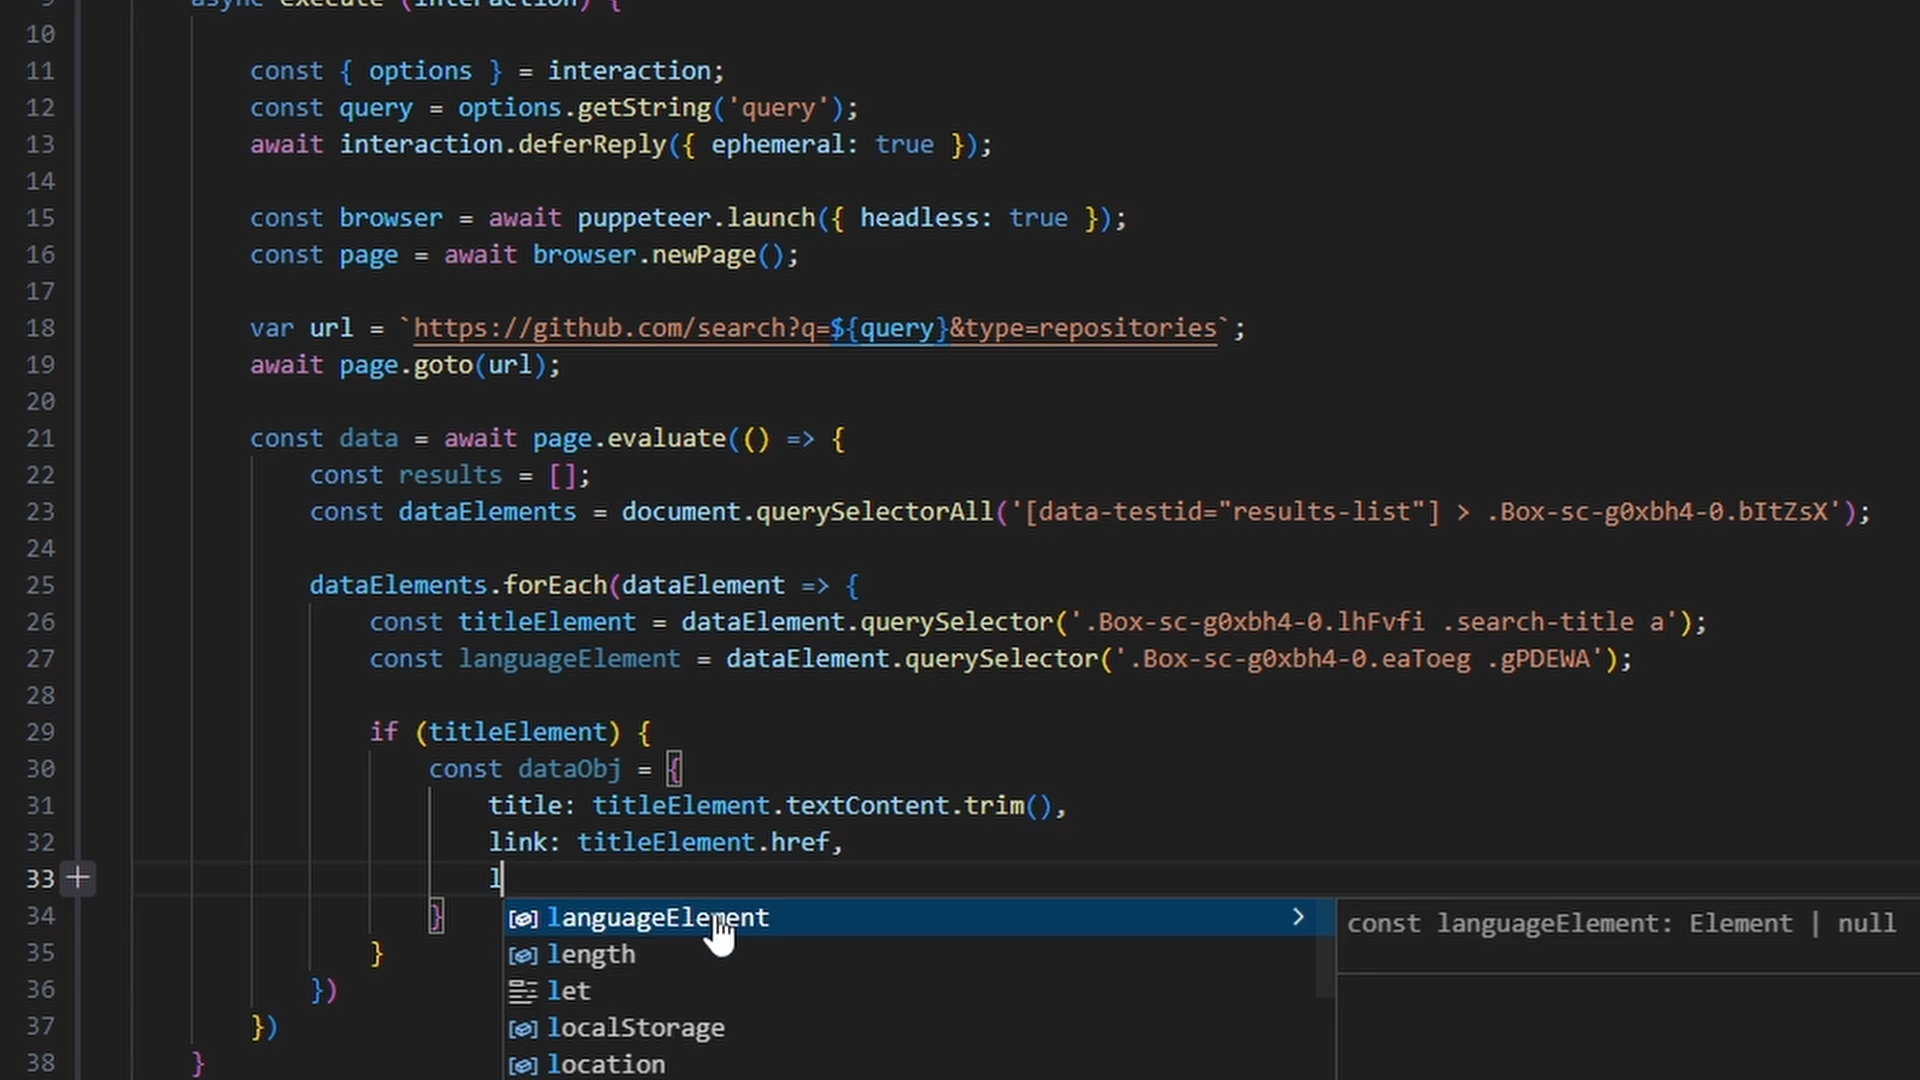 9 async execute (interaction) {
10
11 const { options } = interaction;
12 const query = options.getString('query');
13 await interaction.deferReply({ ephemeral: true });
14
15 const browser = await puppeteer.launch({ headless: true });
16 const page = await browser.newPage();
17
18 var url = `https://github.com/search?q=${query}&type=repositories`;
19 await page.goto(url);
20
21 const data = await page.evaluate(() => {
22 const results = [];
23 const dataElements = document.querySelectorAll('[data-testid="results-list"] > .Box-sc-g0xbh4-0.bItZsX');
24
25 dataElements.forEach(dataElement => {
26 const titleElement = dataElement.querySelector('.Box-sc-g0xbh4-0.lhFvfi .search-title a');
27 const languageElement = dataElement.querySelector('.Box-sc-g0xbh4-0.eaToeg .gPDEWA');
28
29 if (titleElement) {
30 const dataObj = {
31 title: titleElement.textContent.trim(),
32 link: titleElement.href,
33 l
34 }
languageElement
const languageElement: Element | null
length
35 }
let
36 })
localStorage
37 })
location
38 }